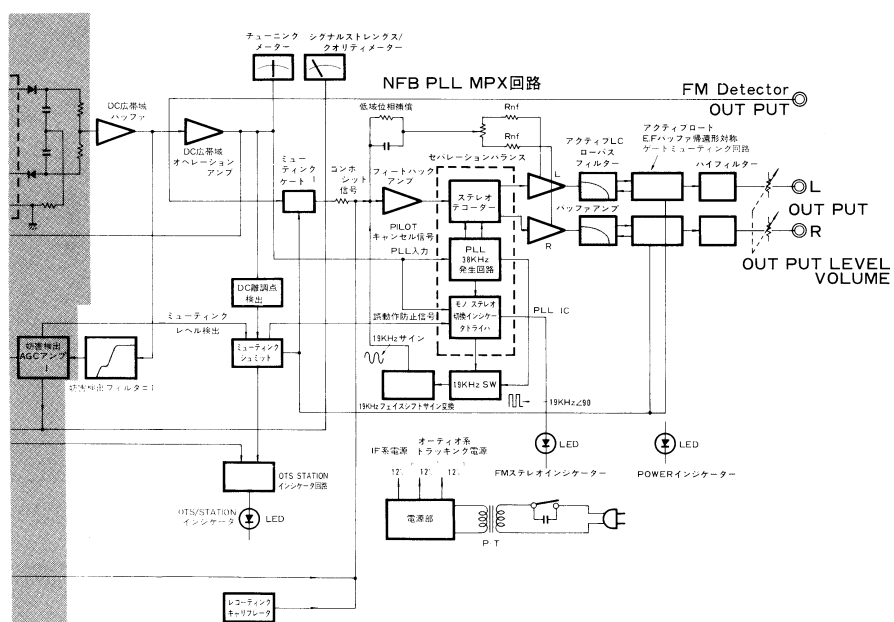 チューニング
メーター
シグナルストレングス/
クオリティメーター
NFB PLL MPX回路
FM Detector
OUT PUT
DC広帯域
バッファ
DC広帯域
オペレーション
アンプ
低域位相補償
Rnf
Rnf
ミュー
ティング
ゲート I
コンポ
ジット
信号
フィードバック
アンプ
セパレーションバランス
ステレオ
デコーダー
L
R
アクティブLC
ローパス
フィルター
バッファアンプ
アクティブロード
E.Fバッファ帰還形対称
ゲートミューティング回路
ハイフィルター
L
OUT PUT
R
OUT PUT LEVEL
VOLUME
PILOT
キャンセル信号
PLL入力
PLL
38KHz
発生回路
DC離調点
検出
ミューティング
レベル検出
誤動作防止信号
モノ ステレオ
切換インジケー
タドライバ
PLL IC
妨害検出
AGCアンプ
I
妨害検出フィルター I
ミューティング
シュミット
19KHzサイン
19KHz SW
19KHzフェイスシフトサイン変換
19KHz∠90
LED
FMステレオインジケーター
LED
POWERインジケーター
OTS STATION
インジケータ回路
OTS/STATION
インジケータ
LED
IF系電源
オーディオ系
トラッキング電源
電源部
P·T
レコーディング
キャリブレータ